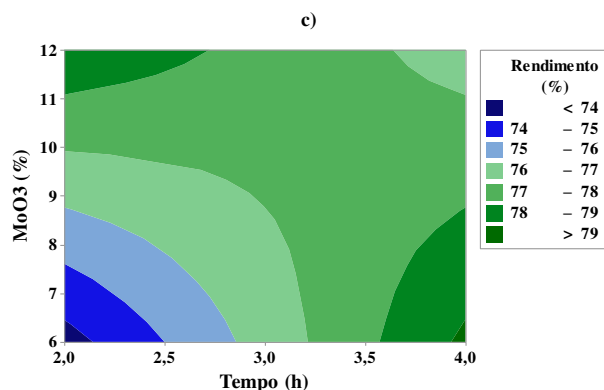 c)
12
11
10
9
8
7
6
MoO3 (%)
2,0 2,5 3,0 3,5 4,0
Tempo (h)
Rendimento
(%)
< 74
74 – 75
75 – 76
76 – 77
77 – 78
78 – 79
> 79